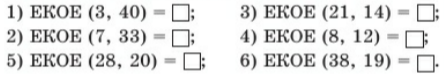 1) ЕКОЕ (3, 40) = □; 3) ЕКОЕ (21, 14) = □;
2) ЕКОЕ (7, 33) = □; 4) ЕКОЕ (8, 12) = □;
5) ЕКОЕ (28, 20) = □; 6) ЕКОЕ (38, 19) = □.